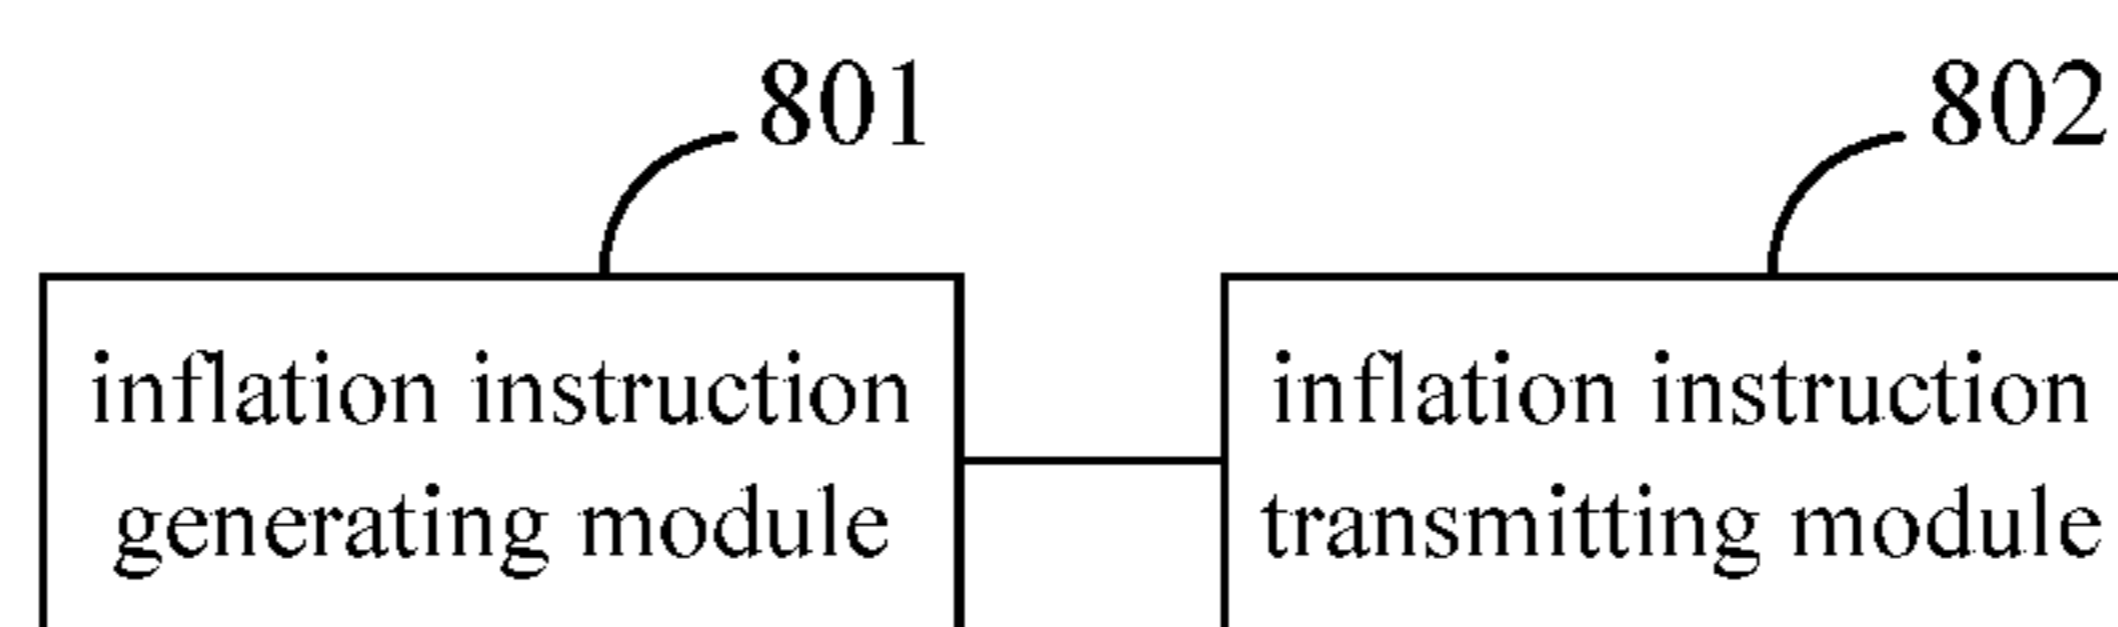 801
802
inflation instruction
generating module
inflation instruction
transmitting module